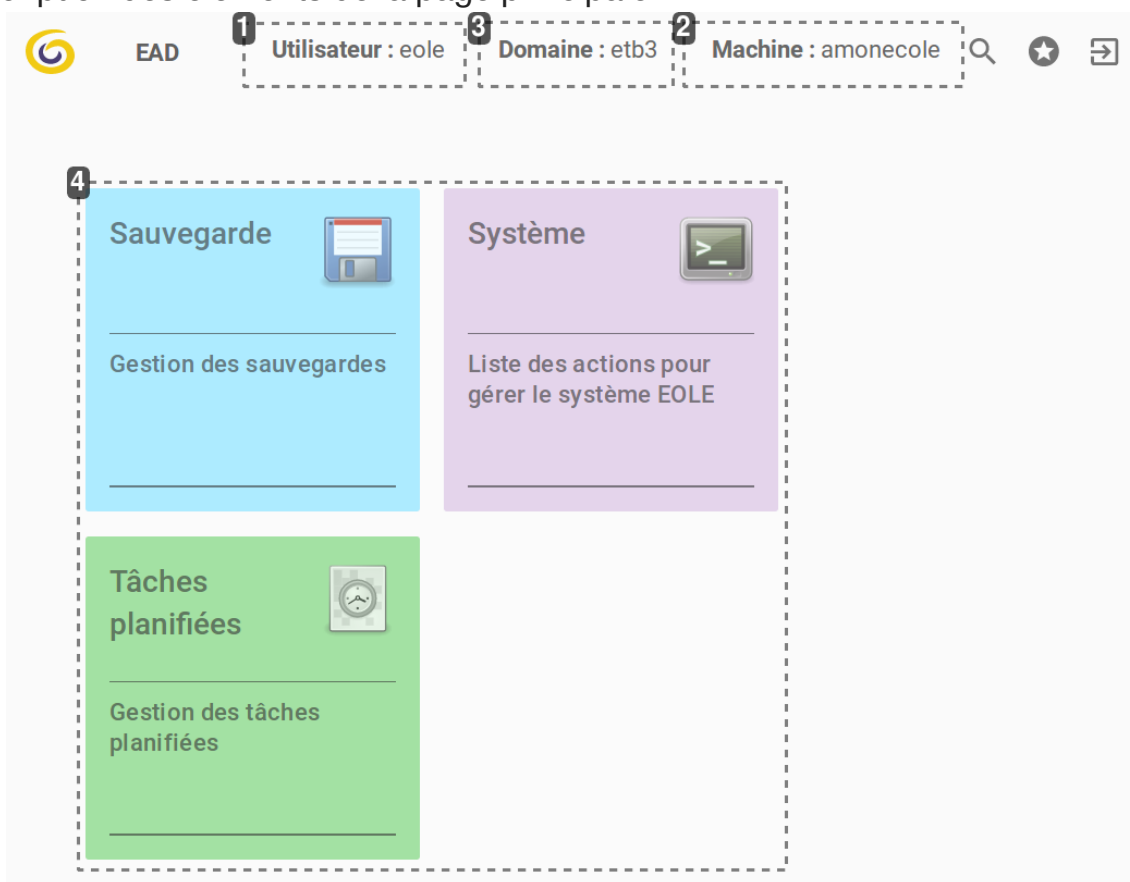 EAD
1
Utilisateur : eole
3
Domaine : etb3
2
Machine : amonecole
4
Sauvegarde
Gestion des sauvegardes
Système
>_
Liste des actions pour
gérer le système EOLE
Tâches
planifiées
Gestion des tâches
planifiées